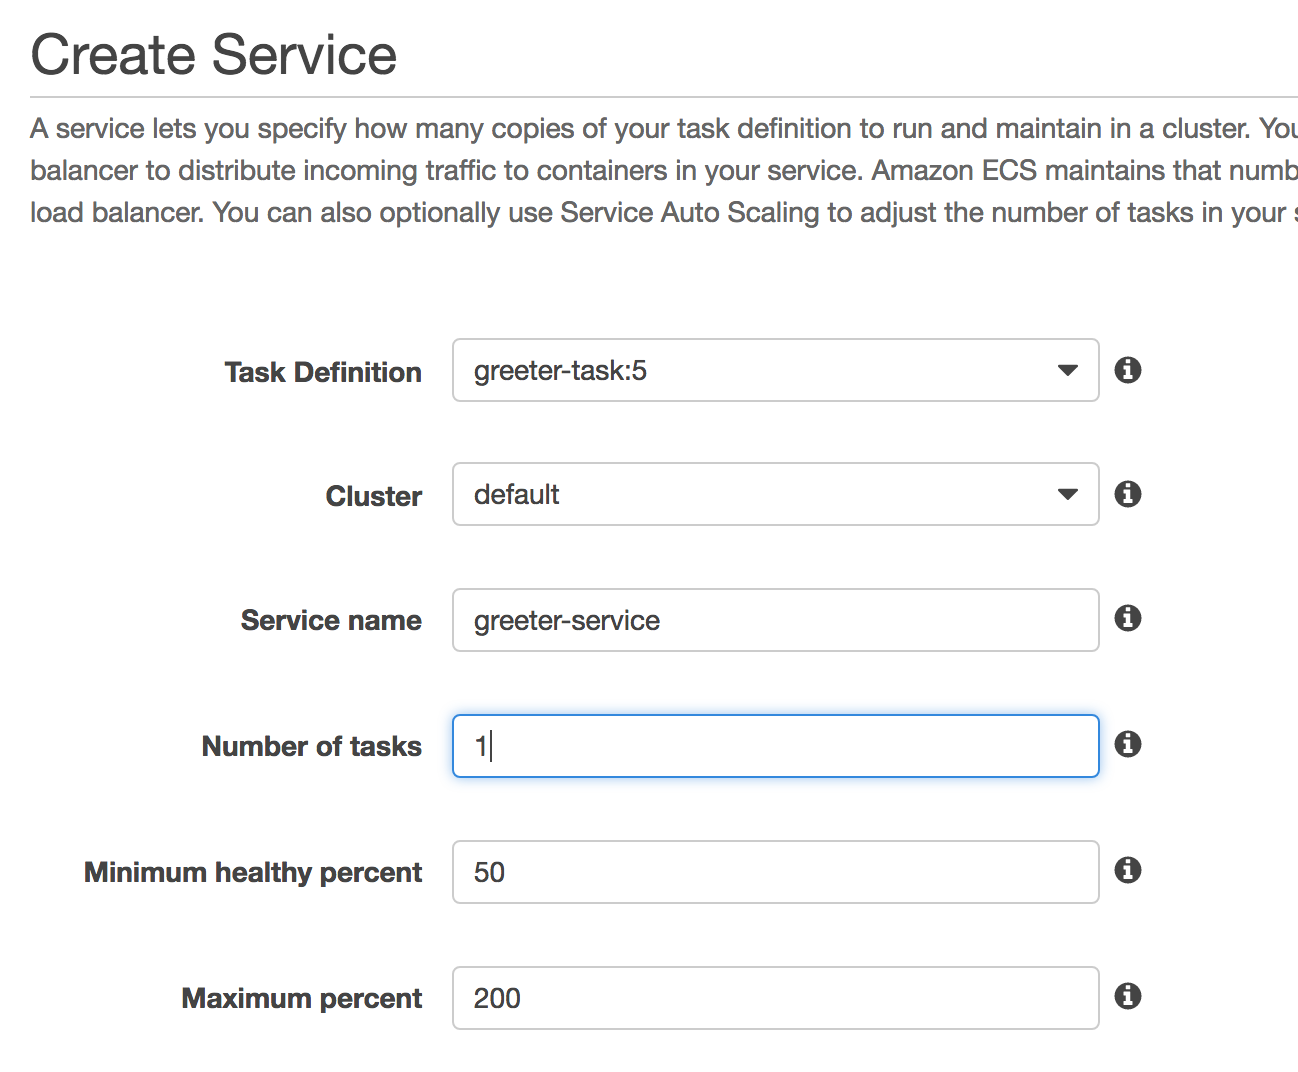 Create Service
A service lets you specify how many copies of your task definition to run and maintain in a cluster. You
balancer to distribute incoming traffic to containers in your service. Amazon ECS maintains that numb
load balancer. You can also optionally use Service Auto Scaling to adjust the number of tasks in your s
Task Definition greeter-task:5
Cluster default
Service name greeter-service
Number of tasks 1
Minimum healthy percent 50
Maximum percent 200